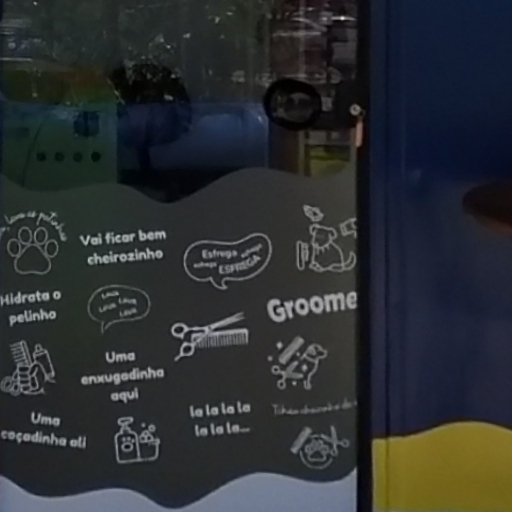 Vai ficar bem
cheirozinho
Esfrega
ESFREGA
Hidrata o
pelinho
Lava
Lava Lava
Lava
Groome
Uma
enxugadinha
aqui
Uma
coçadinha ali
la la la la
la la la...